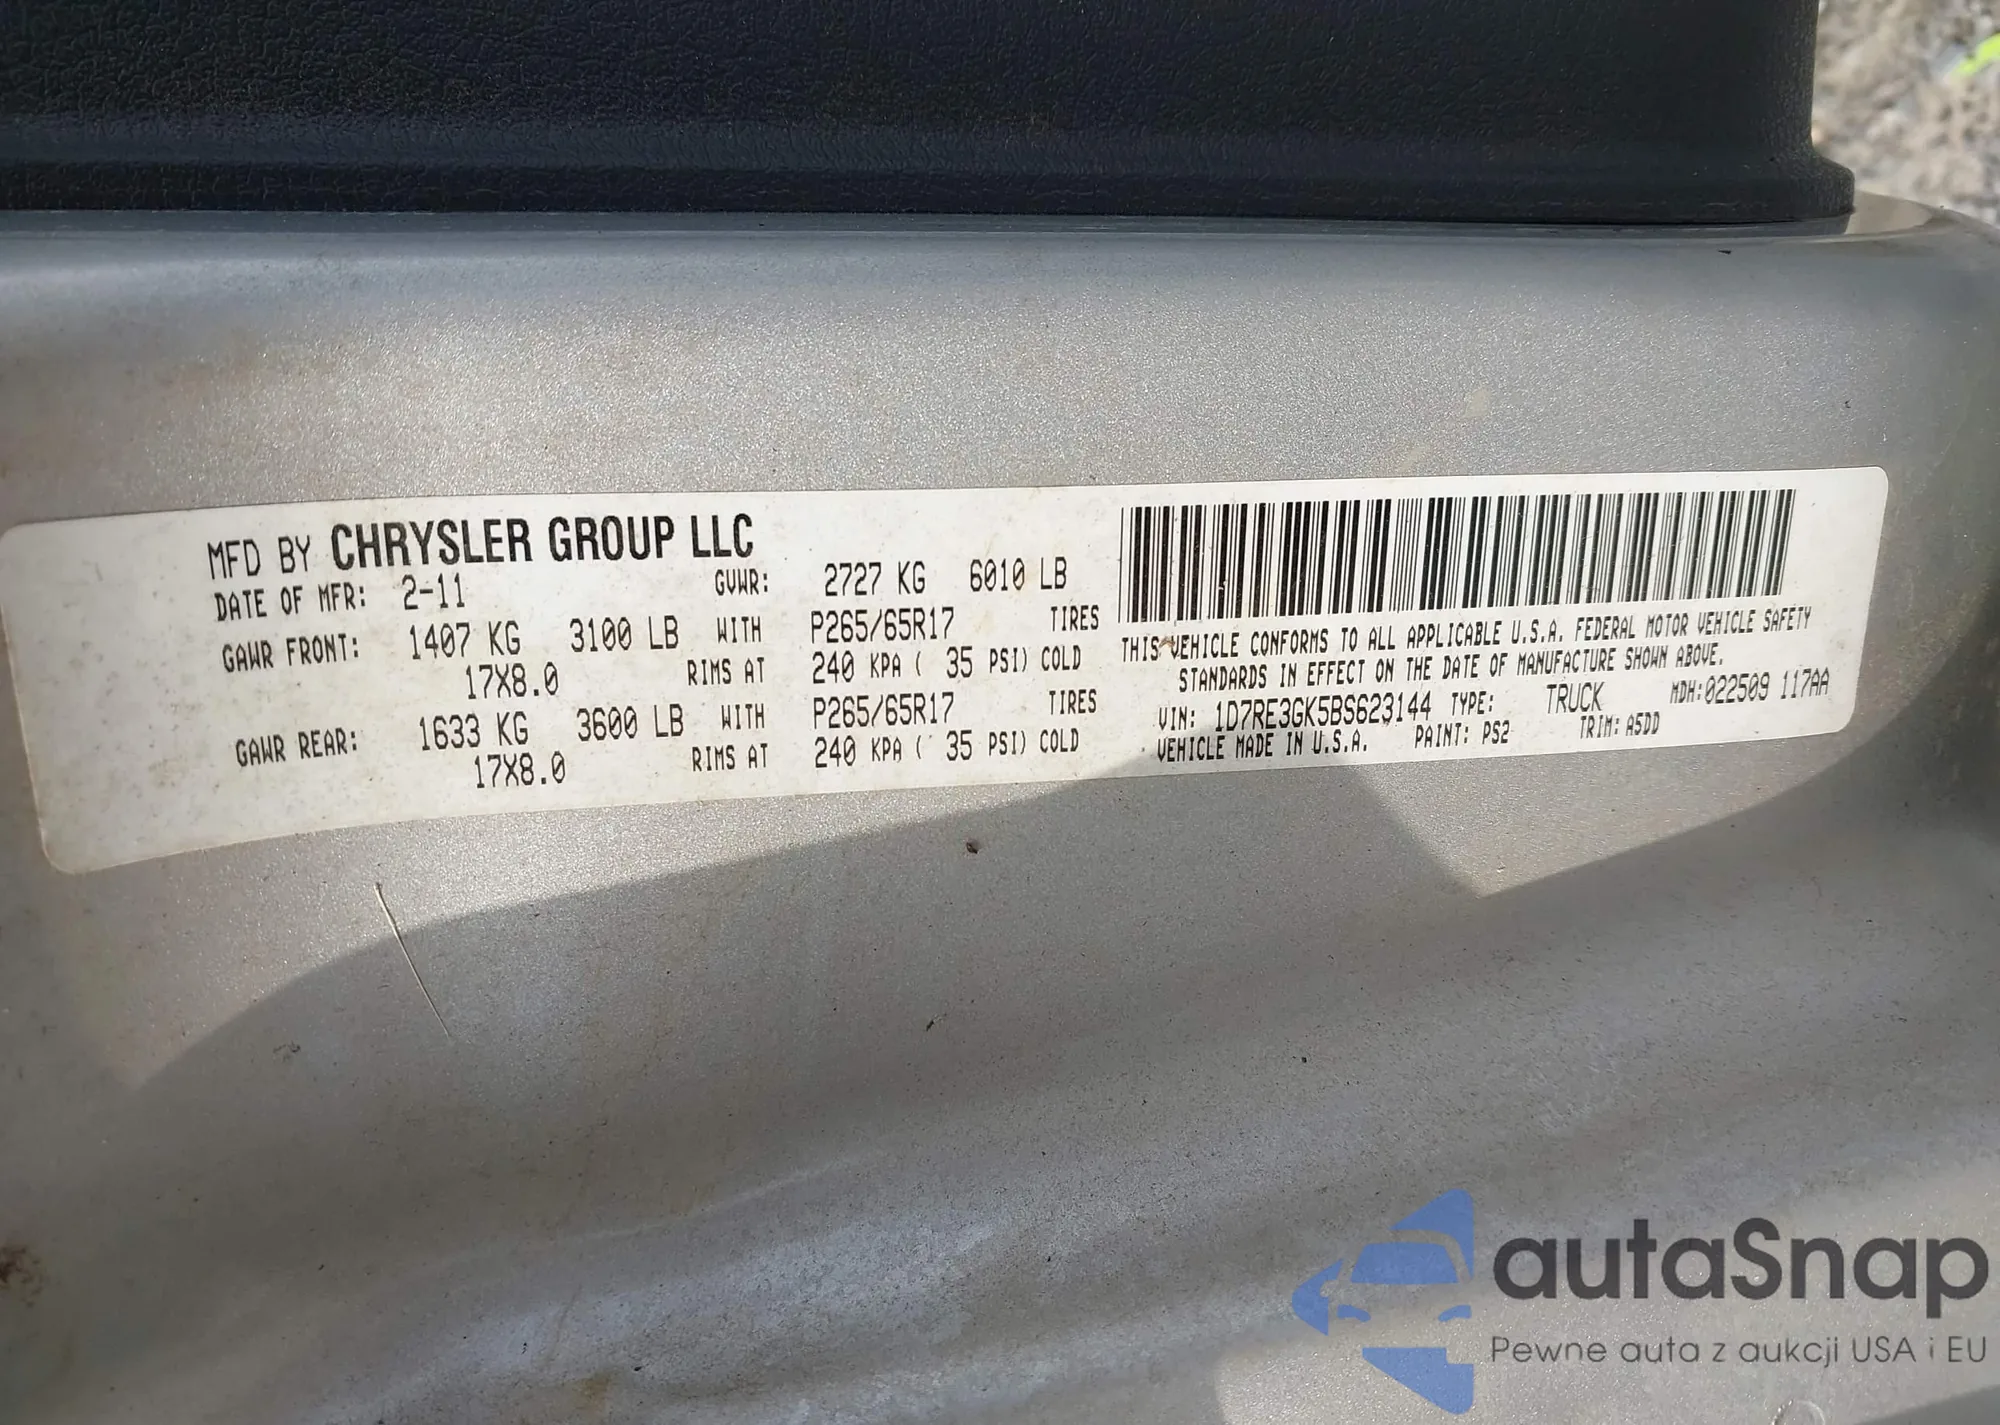 MFD BY CHRYSLER GROUP LLC
DATE OF MFR: 2-11 GVWR: 2727 KG 6010 LB
GAWR FRONT: 1407 KG 3100 LB WITH P265/65R17 TIRES
17X8.0 RIMS AT 240 KPA ( 35 PSI) COLD
GAWR REAR: 1633 KG 3600 LB WITH P265/65R17 TIRES
17X8.0 RIMS AT 240 KPA ( 35 PSI) COLD
THIS VEHICLE CONFORMS TO ALL APPLICABLE U.S.A. FEDERAL MOTOR VEHICLE SAFETY
STANDARDS IN EFFECT ON THE DATE OF MANUFACTURE SHOWN ABOVE.
VIN: 1D7RE3GK5BS623144 TYPE: TRUCK MDH:022509 117AA
VEHICLE MADE IN U.S.A. PAINT: PS2 TRIM: A5DD
autaSnap
Pewne auta z aukcji USA i EU